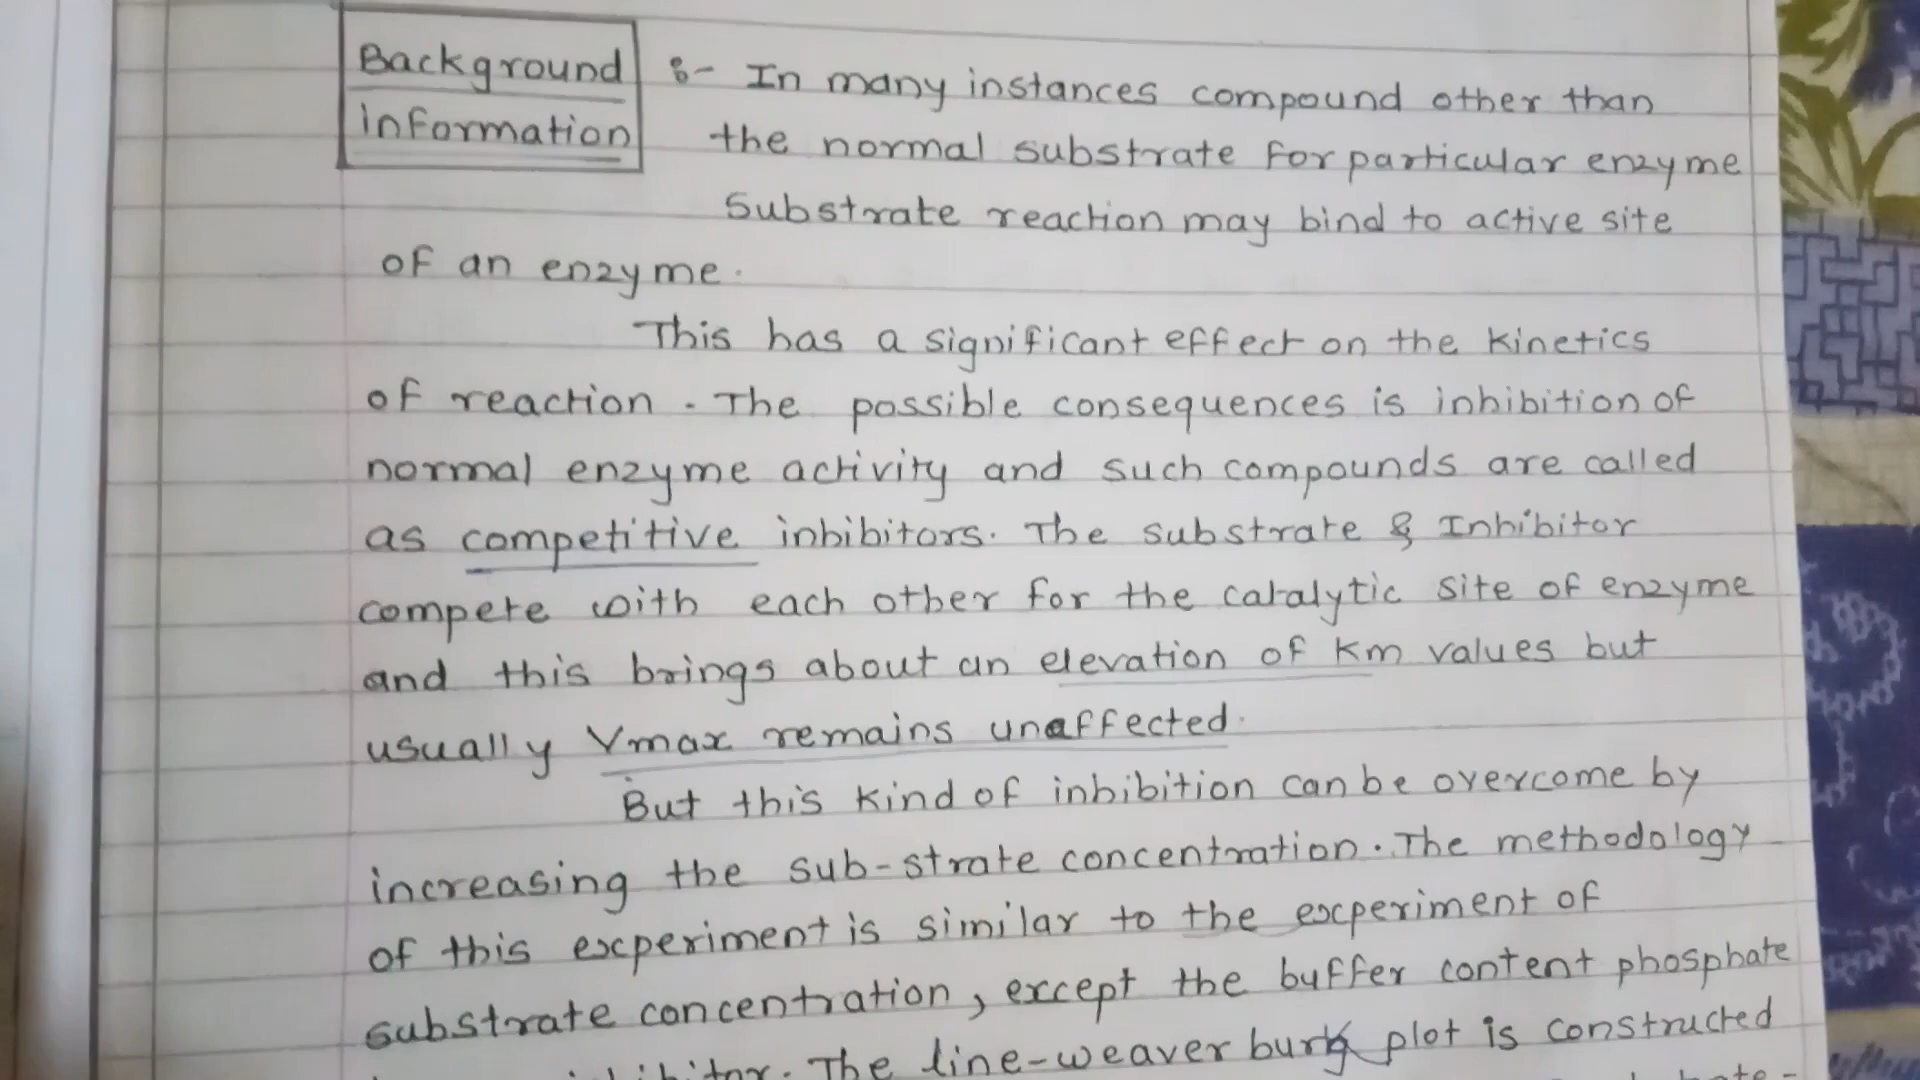 Background :- In many instances compound other than
information the normal substrate for particular enzyme
Substrate reaction may bind to active site
of an enzyme.
This has a significant effect on the kinetics
of reaction. The possible consequences is inhibition of
normal enzyme activity and such compounds are called
as competitive inhibitors. The substrate & Inhibitor
compete with each other for the catalytic site of enzyme
and this brings about an elevation of Km values but
usually Vmax remains unaffected.
But this kind of inhibition can be overcome by
increasing the sub-strate concentration. The methodology
of this experiment is similar to the experiment of
substrate concentration, except the buffer content phosphate
The line-weaver burk plot is constructed